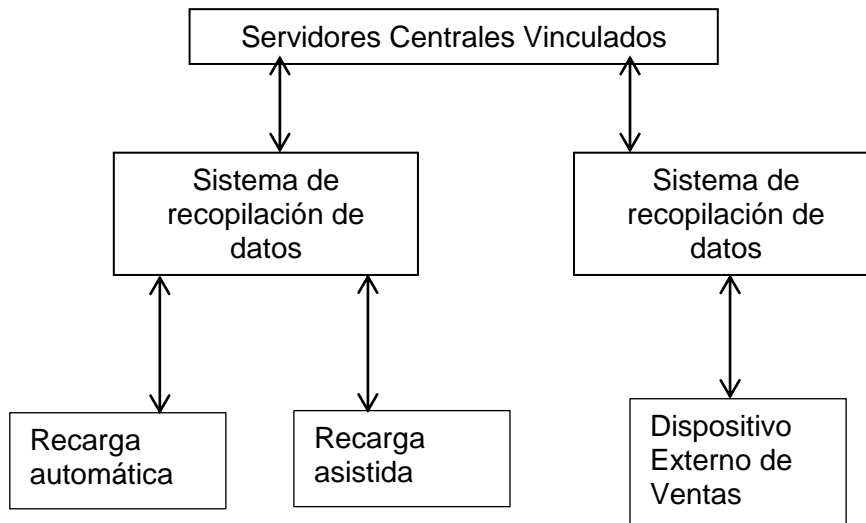 Servidores Centrales Vinculados
Sistema de
recopilación de
datos
Sistema de
recopilación de
datos
Recarga
automática
Recarga
asistida
Dispositivo
Externo de
Ventas